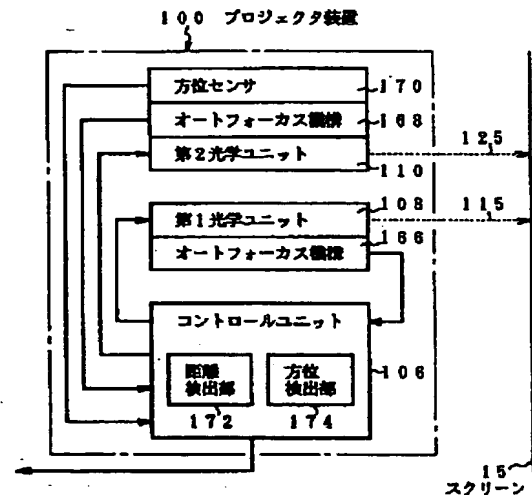 100 プロジェクタ装置
方位センサ
170
オートフォーカス機構
168
第2光学ユニット
110
125
第1光学ユニット
108
115
オートフォーカス機構
166
コントロールユニット
106
距離
検出部
172
方位
検出部
174
15
スクリーン